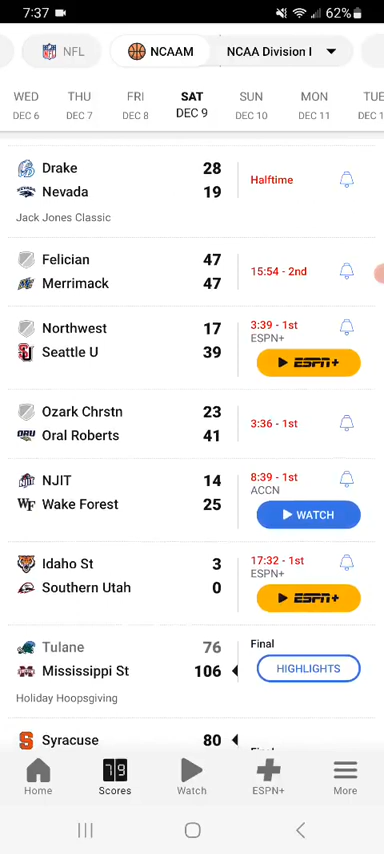 7:37
62%
NFL
NCAAM
NCAA Division I
WED THU FRI SAT SUN MON TUE
DEC 6 DEC 7 DEC 8 DEC 9 DEC 10 DEC 11 DEC 1
Drake 28
Halftime
Nevada 19
Jack Jones Classic
Felician 47
15:54 - 2nd
Merrimack 47
Northwest 17
3:39 - 1st
ESPN+
Seattle U 39
ESPN+
Ozark Chrstn 23
3:36 - 1st
ORU
Oral Roberts 41
NJIT 14
8:39 - 1st
ACCN
WF
Wake Forest 25
WATCH
Idaho St 3
17:32 - 1st
ESPN+
Southern Utah 0
ESPN+
Tulane 76
Final
Mississippi St 106
HIGHLIGHTS
Holiday Hoopsgiving
S
Syracuse 80
79
Home Scores Watch ESPN+ More